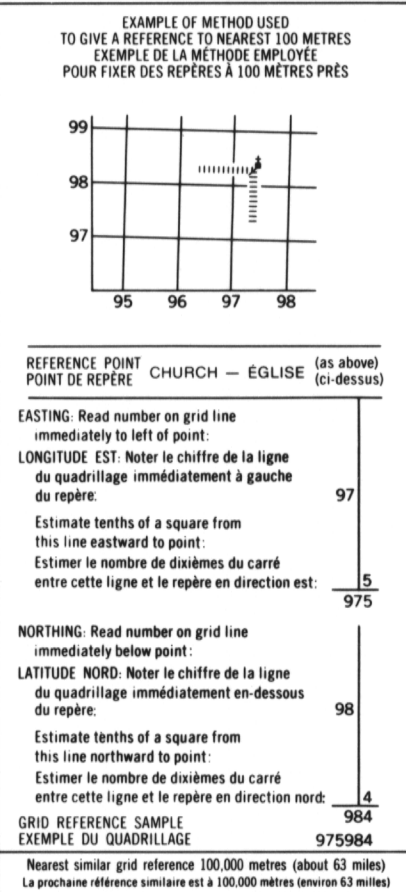 EXAMPLE OF METHOD USED
TO GIVE A REFERENCE TO NEAREST 100 METRES
EXEMPLE DE LA MÉTHODE EMPLOYÉE
POUR FIXER DES REPÈRES À 100 MÈTRES PRÈS
99
98
97
95 96 97 98
REFERENCE POINT
POINT DE REPÈRE
CHURCH — ÉGLISE
(as above)
(ci-dessus)
EASTING: Read number on grid line
immediately to left of point:
LONGITUDE EST: Noter le chiffre de la ligne
du quadrillage immédiatement à gauche
du repère: 97
Estimate tenths of a square from
this line eastward to point:
Estimer le nombre de dixièmes du carré
entre cette ligne et le repère en direction est: 5
975
NORTHING: Read number on grid line
immediately below point:
LATITUDE NORD: Noter le chiffre de la ligne
du quadrillage immédiatement en-dessous
du repère: 98
Estimate tenths of a square from
this line northward to point:
Estimer le nombre de dixièmes du carré
entre cette ligne et le repère en direction nord: 4
GRID REFERENCE SAMPLE 984
EXEMPLE DU QUADRILLAGE 975984
Nearest similar grid reference 100,000 metres (about 63 miles)
La prochaine référence similaire est à 100,000 mètres (environ 63 milles)